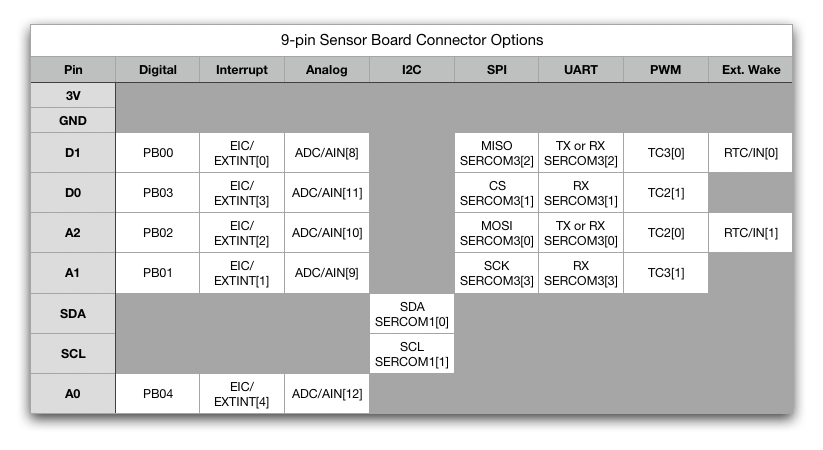 9-pin Sensor Board Connector Options
Pin Digital Interrupt Analog I2C SPI UART PWM Ext. Wake
3V
GND
D1 PB00 EIC/ EXTINT[0] ADC/AIN[8] MISO SERCOM3[2] TX or RX SERCOM3[2] TC3[0] RTC/IN[0]
D0 PB03 EIC/ EXTINT[3] ADC/AIN[11] CS SERCOM3[1] RX SERCOM3[1] TC2[1]
A2 PB02 EIC/ EXTINT[2] ADC/AIN[10] MOSI SERCOM3[0] TX or RX SERCOM3[0] TC2[0] RTC/IN[1]
A1 PB01 EIC/ EXTINT[1] ADC/AIN[9] SCK SERCOM3[3] RX SERCOM3[3] TC3[1]
SDA SDA SERCOM1[0]
SCL SCL SERCOM1[1]
A0 PB04 EIC/ EXTINT[4] ADC/AIN[12]